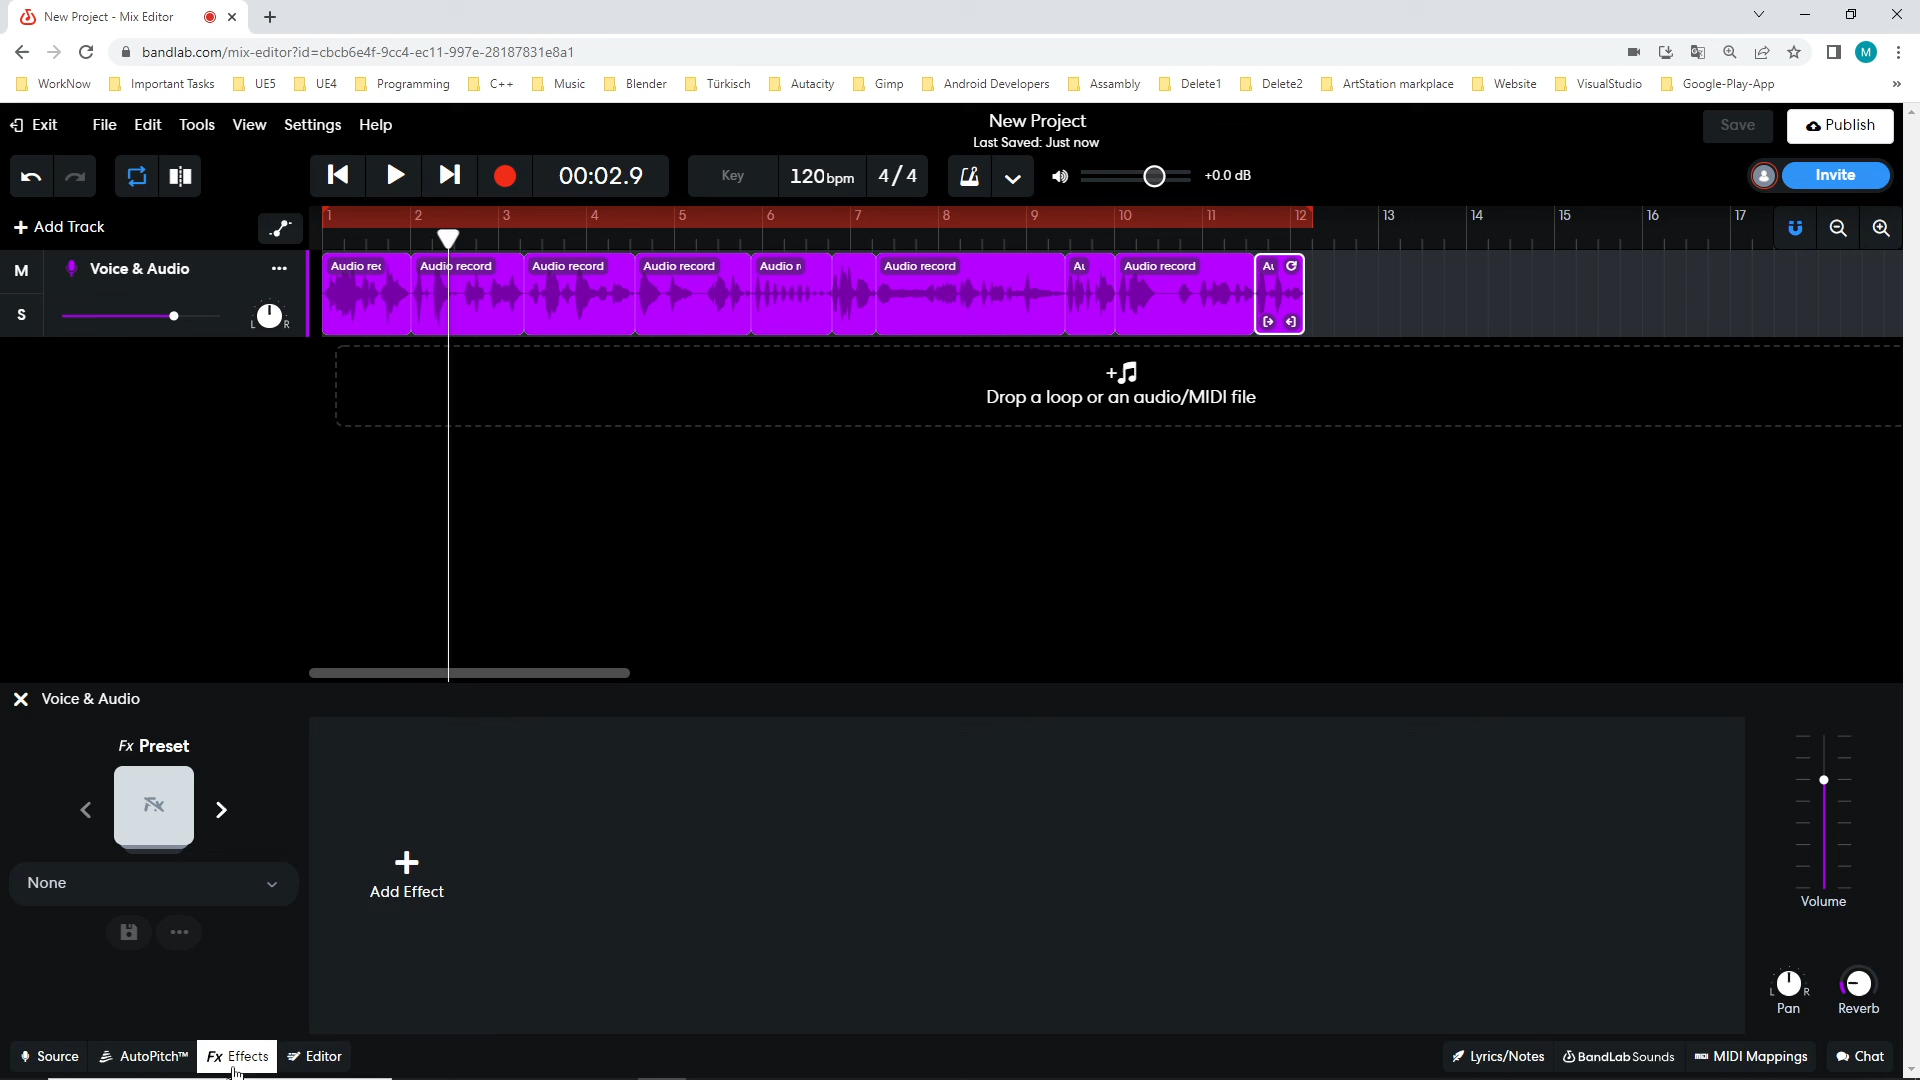 New Project - Mix Editor
bandlab.com/mix-editor?id=cbcb6e4f-9cc4-ec11-997e-28187831e8a1
M
WorkNow Important Tasks UE5 UE4 Programming C++ Music Blender Türkisch Autacity Gimp Android Developers Assambly Delete1 Delete2 ArtStation markplace Website VisualStudio Google-Play-App »
Exit File Edit Tools View Settings Help
New Project
Last Saved: Just now
Save Publish
00:02.9 Key 120bpm 4/4 +0.0 dB Invite
+ Add Track
1 2 3 4 5 6 7 8 9 10 11 12 13 14 15 16 17
M Voice & Audio
S L R
Audio rec Audio record Audio record Audio record Audio r Audio record Au Audio record Au
Drop a loop or an audio/MIDI file
Voice & Audio
Fx Preset
Fx
None
Add Effect
Volume
L R
Pan Reverb
Source AutoPitch™ Fx Effects Editor
Lyrics/Notes BandLab Sounds MIDI Mappings Chat